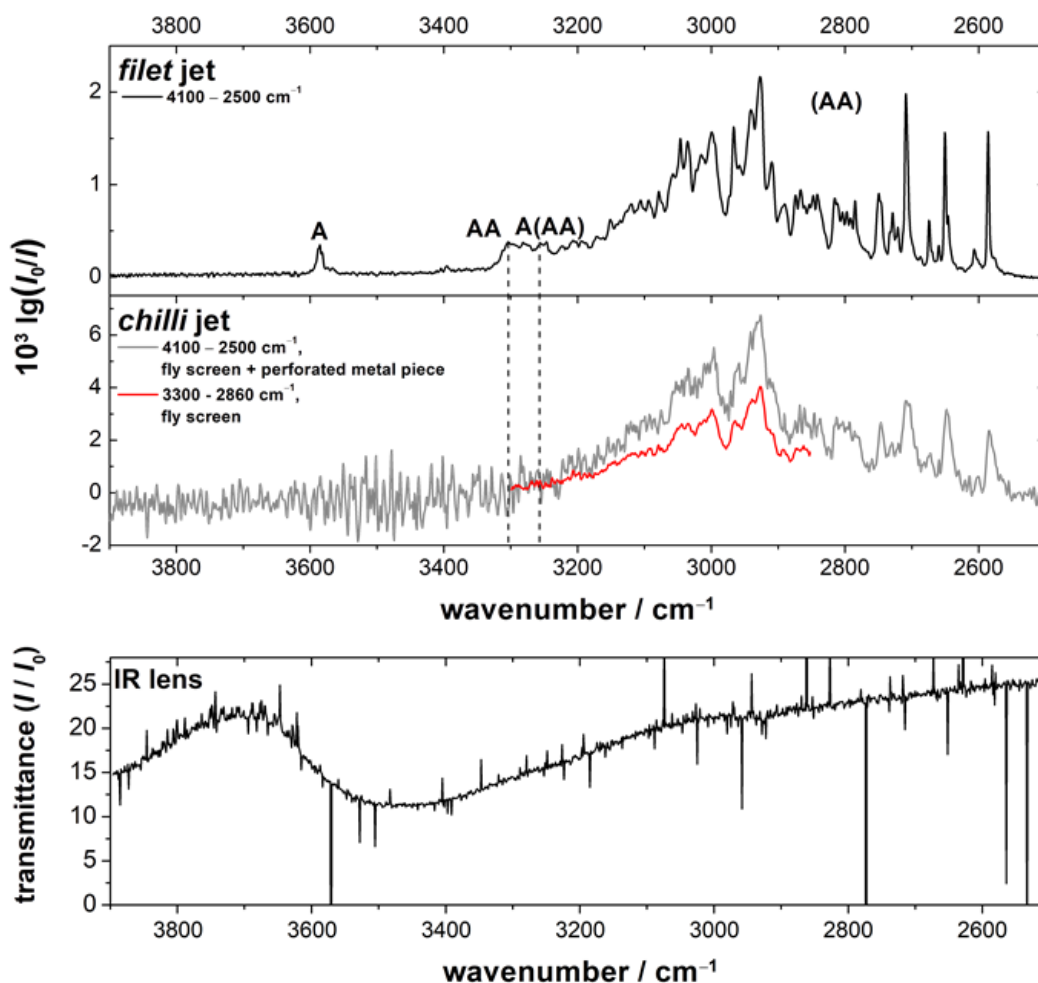 3800 3600 3400 3200 3000 2800 2600
filet jet
4100 – 2500 cm⁻¹
(AA)
A
AA
A(AA)
2
1
0
10³ lg(I₀/I)
chilli jet
4100 – 2500 cm⁻¹,
fly screen + perforated metal piece
3300 - 2860 cm⁻¹,
fly screen
6
4
2
0
-2
3800 3600 3400 3200 3000 2800 2600
wavenumber / cm⁻¹
IR lens
transmittance (I / I₀)
25
20
15
10
5
0
3800 3600 3400 3200 3000 2800 2600
wavenumber / cm⁻¹